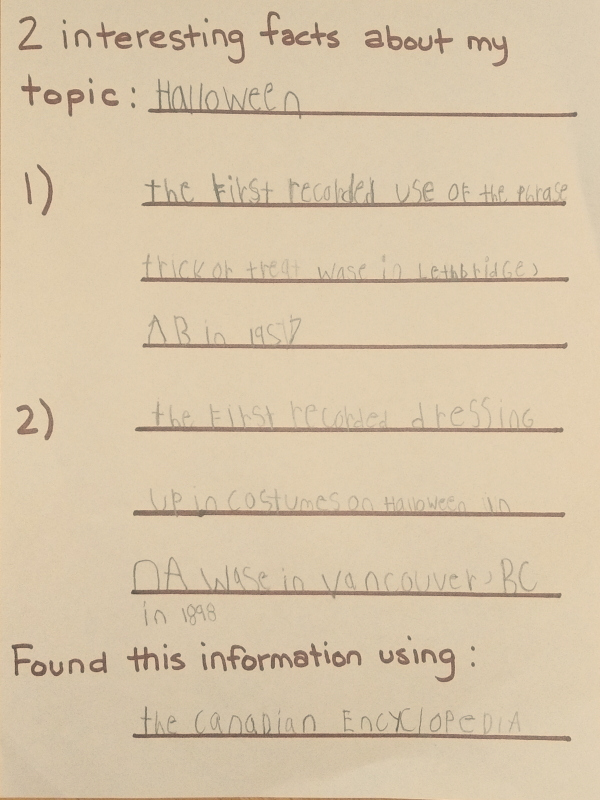 2 interesting facts about my
topic: Halloween
1) the First recorded use of the phrase
trick or treat wase in Lethbridge,
AB in 1957
2) the First recorded dressing
up in costumes on Halloween in
NA wase in vancouver, BC
in 1898
Found this information using:
the Canadian Encyclopedia